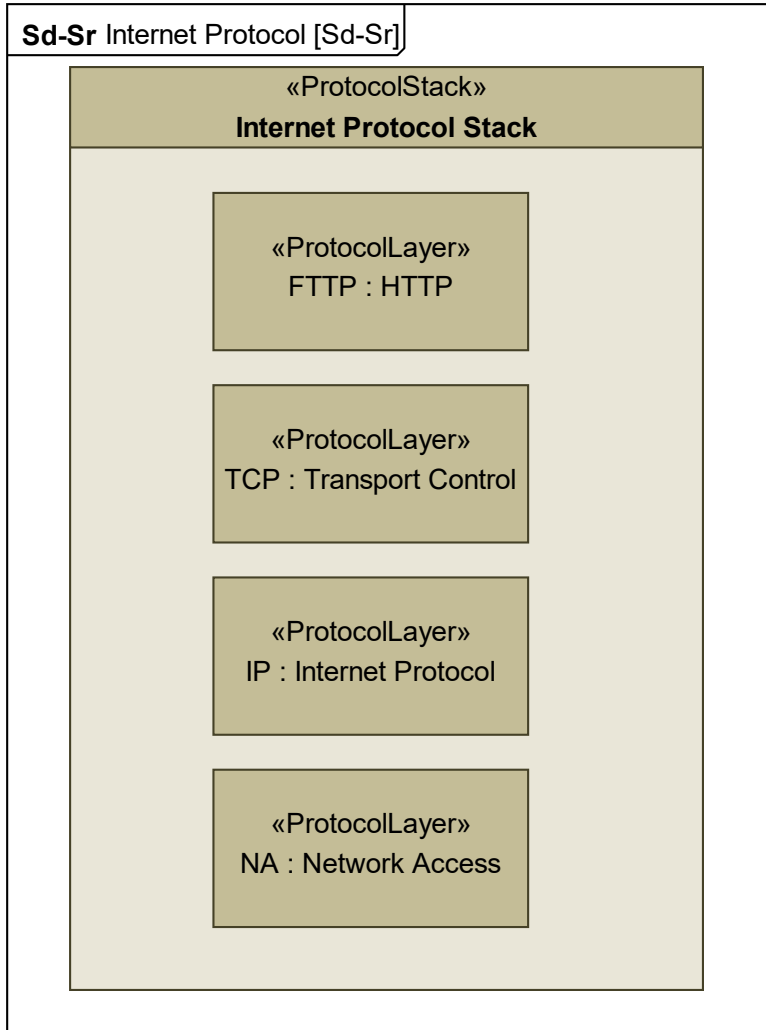 Sd-Sr Internet Protocol [Sd-Sr]
«ProtocolStack»
Internet Protocol Stack
«ProtocolLayer»
FTTP : HTTP
«ProtocolLayer»
TCP : Transport Control
«ProtocolLayer»
IP : Internet Protocol
«ProtocolLayer»
NA : Network Access